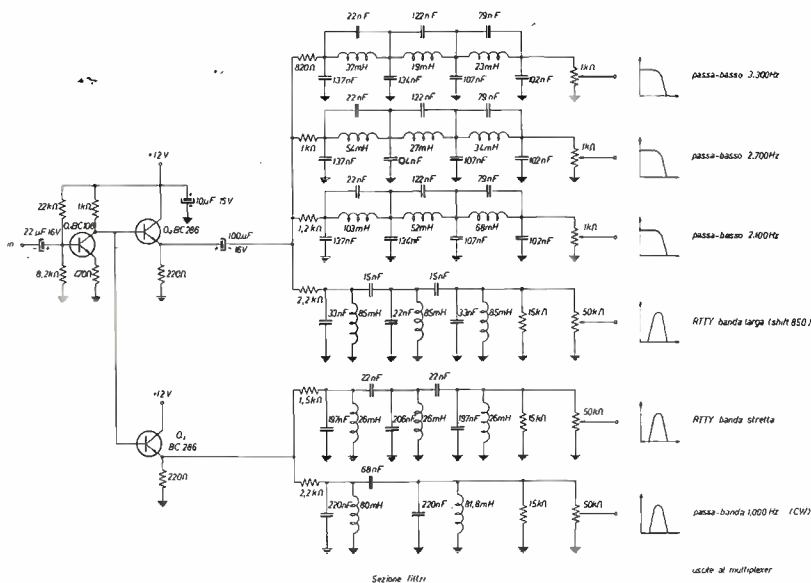 22nF 122nF 79nF
820Ω 37mH 19mH 23mH 1kΩ
137nF 134nF 107nF 102nF
passa-basso 3.300Hz
22nF 122nF 79nF
1kΩ 54mH 27mH 34mH 1kΩ
137nF 107nF 102nF
passa-basso 2.700Hz
22nF 122nF 79nF
1,2kΩ 103mH 52mH 68mH 1kΩ
137nF 134nF 107nF 102nF
passa-basso 2.100Hz
+12V
22kΩ 1kΩ 10μF 15V
22μF 16V BC108 BC286 100μF
in 16V
8,2kΩ 470Ω 220Ω
15nF 15nF
2,2kΩ
33nF 85mH 22nF 85mH 33nF 85mH 15kΩ 50kΩ
RTTY banda larga (shift 850)
22nF 22nF
1,5kΩ
197nF 26mH 206nF 26mH 197nF 26mH 15kΩ 50kΩ
RTTY banda stretta
+12V
BC 286
220Ω
68nF
2,2kΩ
220nF 80mH 220nF 81,8mH 15kΩ 50kΩ
passa-banda 1,000 Hz (CW)
uscite al multiplexer
Sezione filtri